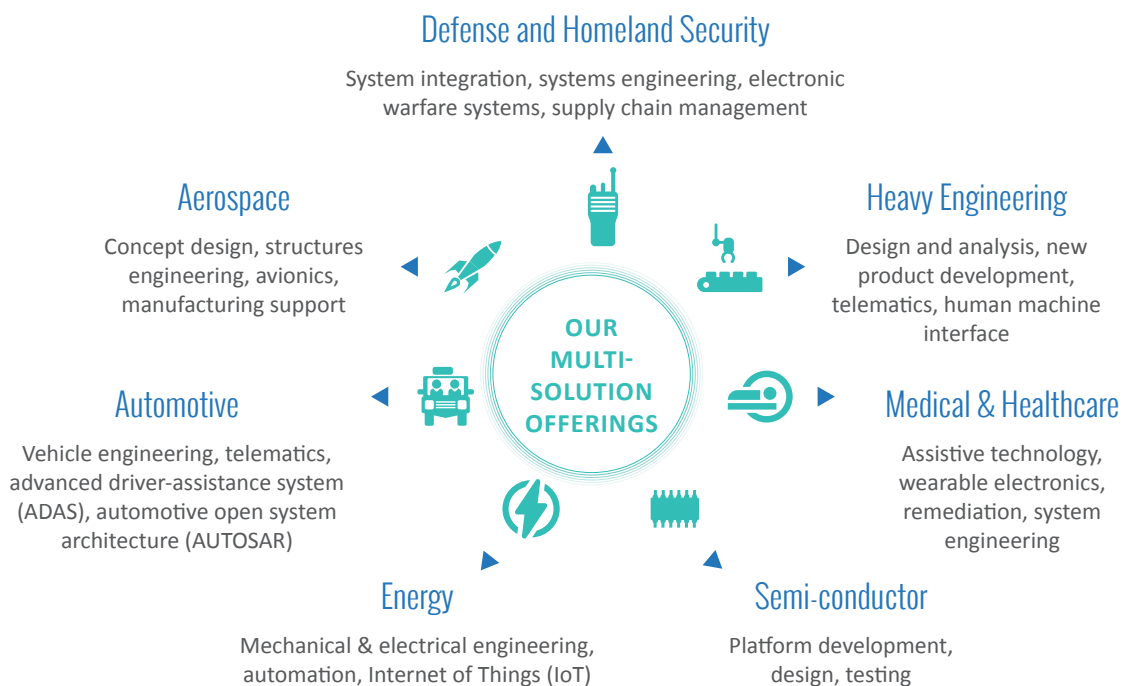 Defense and Homeland Security
System integration, systems engineering, electronic
warfare systems, supply chain management
Aerospace
Concept design, structures
engineering, avionics,
manufacturing support
Heavy Engineering
Design and analysis, new
product development,
telematics, human machine
interface
OUR
MULTI-
SOLUTION
OFFERINGS
Automotive
Vehicle engineering, telematics,
advanced driver-assistance system
(ADAS), automotive open system
architecture (AUTOSAR)
Medical & Healthcare
Assistive technology,
wearable electronics,
remediation, system
engineering
Energy
Mechanical & electrical engineering,
automation, Internet of Things (IoT)
Semi-conductor
Platform development,
design, testing